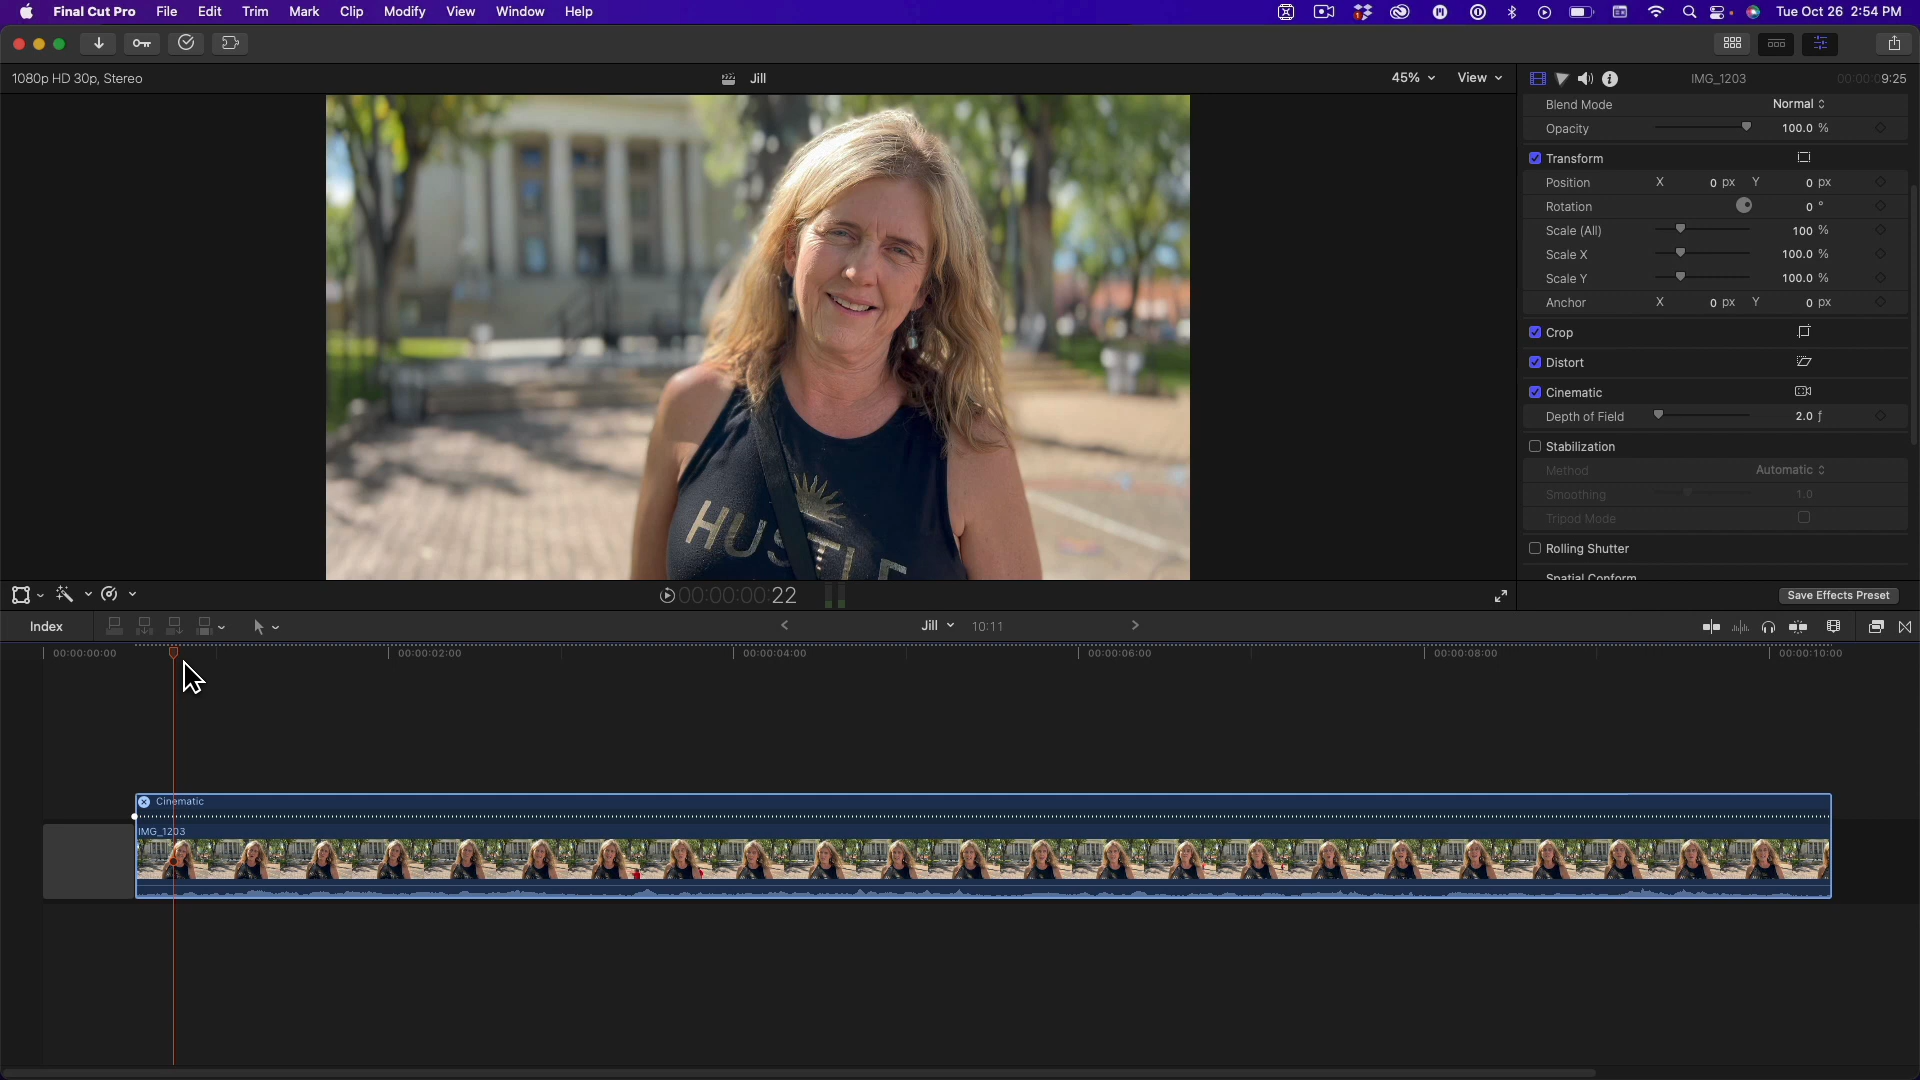 Final Cut Pro File Edit Trim Mark Clip Modify View Window Help Tue Oct 26 2:54 PM
1080p HD 30p, Stereo Jill 45% View IMG_1203 00:00:09:25
Blend Mode Normal
Opacity 100.0 %
Transform
Position X 0 px Y 0 px
Rotation 0 °
Scale (All) 100 %
Scale X 100.0 %
Scale Y 100.0 %
Anchor X 0 px Y 0 px
Crop
Distort
Cinematic
Depth of Field 2.0 f
Stabilization
Method Automatic
Smoothing 1.0
Tripod Mode
Rolling Shutter
Spatial Conform
HUSTLE
00:00:00:22 Save Effects Preset
Index Jill 10:11
00:00:00:00 00:00:02:00 00:00:04:00 00:00:06:00 00:00:08:00 00:00:10:00
Cinematic
IMG_1203